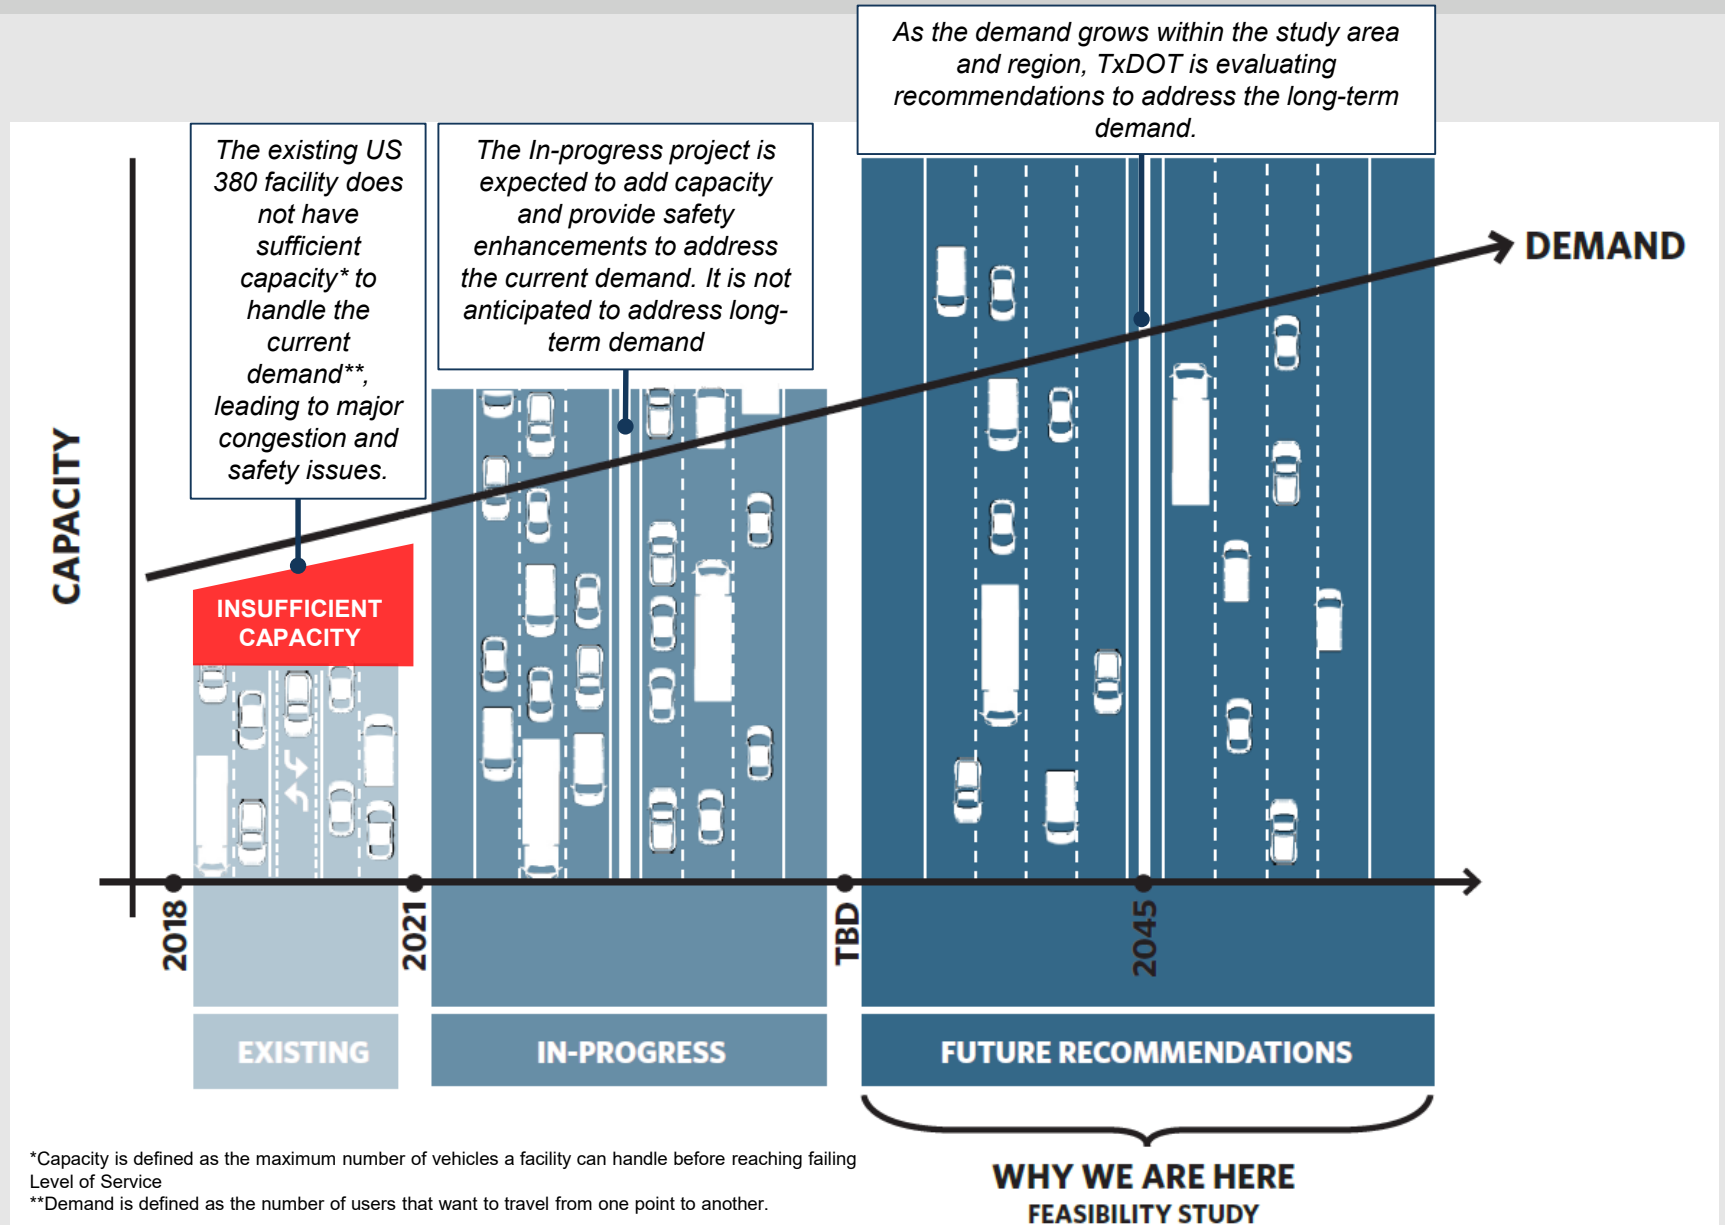 As the demand grows within the study area
and region, TxDOT is evaluating
recommendations to address the long-term
demand.
The existing US
380 facility does
not have
sufficient
capacity* to
handle the
current
demand**,
leading to major
congestion and
safety issues.
The In-progress project is
expected to add capacity
and provide safety
enhancements to address
the current demand. It is not
anticipated to address long-
term demand
DEMAND
CAPACITY
INSUFFICIENT
CAPACITY
2018
2021
TBD
2045
EXISTING
IN-PROGRESS
FUTURE RECOMMENDATIONS
*Capacity is defined as the maximum number of vehicles a facility can handle before reaching failing
Level of Service
**Demand is defined as the number of users that want to travel from one point to another.
WHY WE ARE HERE
FEASIBILITY STUDY